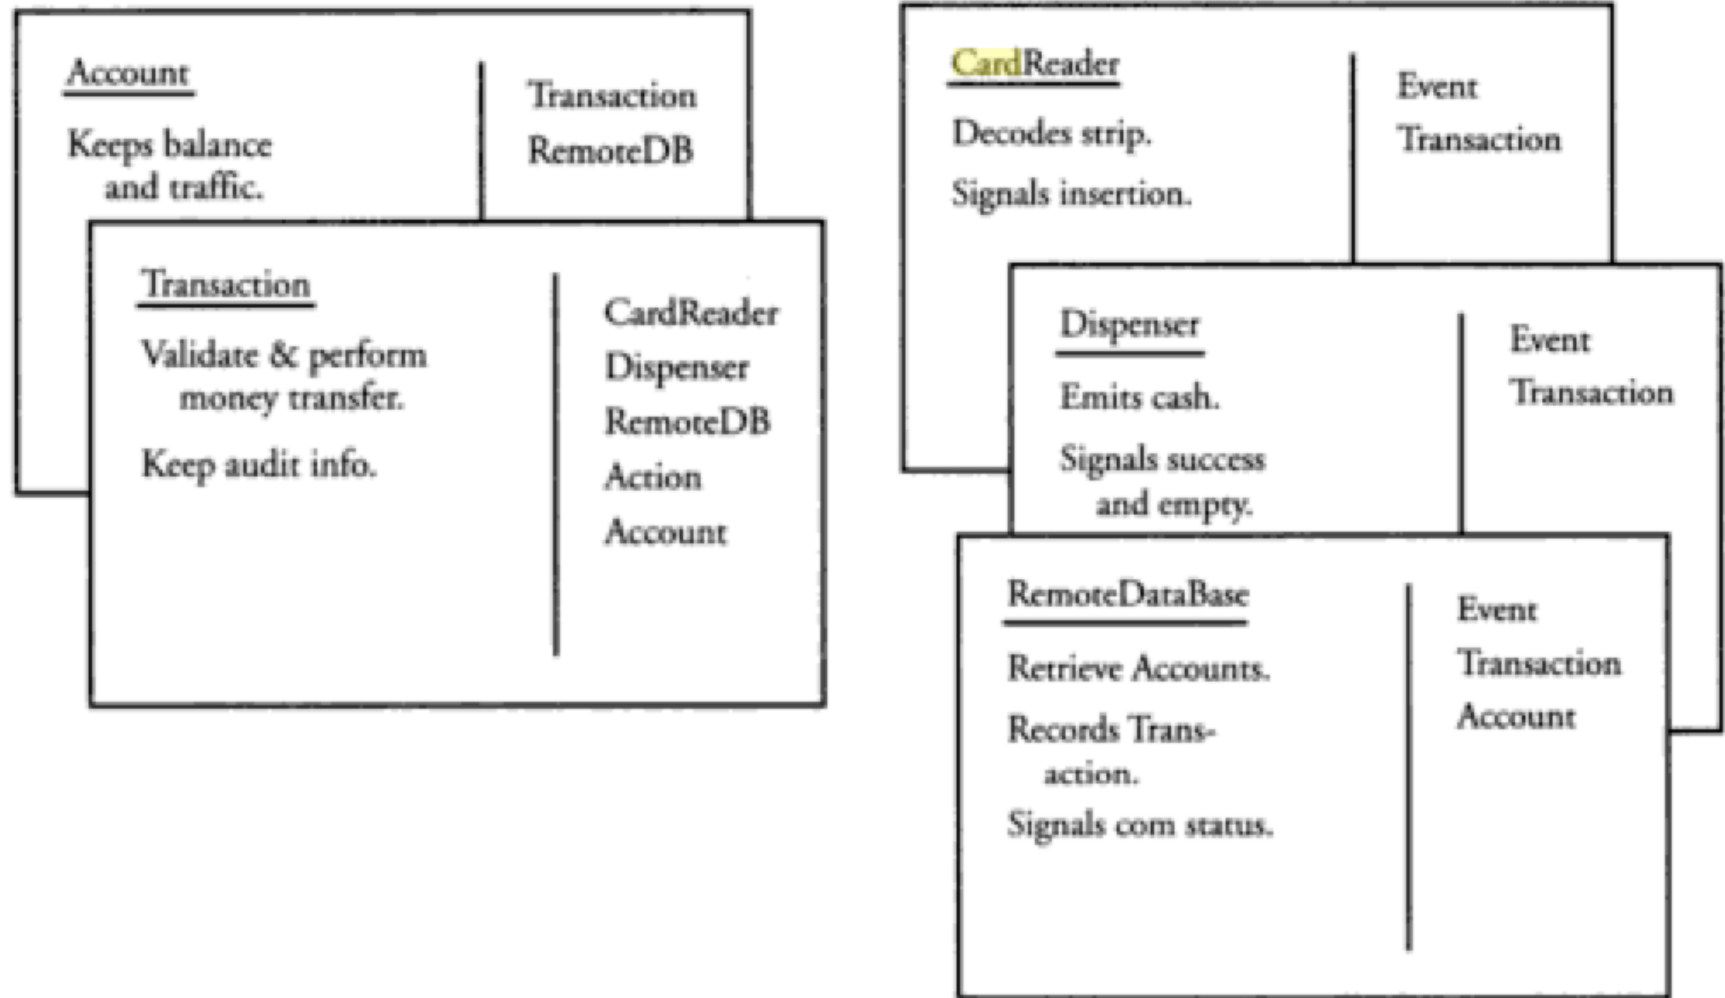 Account
Keeps balance
and traffic.
Transaction
RemoteDB
Transaction
Validate & perform
money transfer.
Keep audit info.
CardReader
Dispenser
RemoteDB
Action
Account
CardReader
Decodes strip.
Signals insertion.
Event
Transaction
Dispenser
Emits cash.
Signals success
and empty.
Event
Transaction
RemoteDataBase
Retrieve Accounts.
Records Trans-
action.
Signals com status.
Event
Transaction
Account